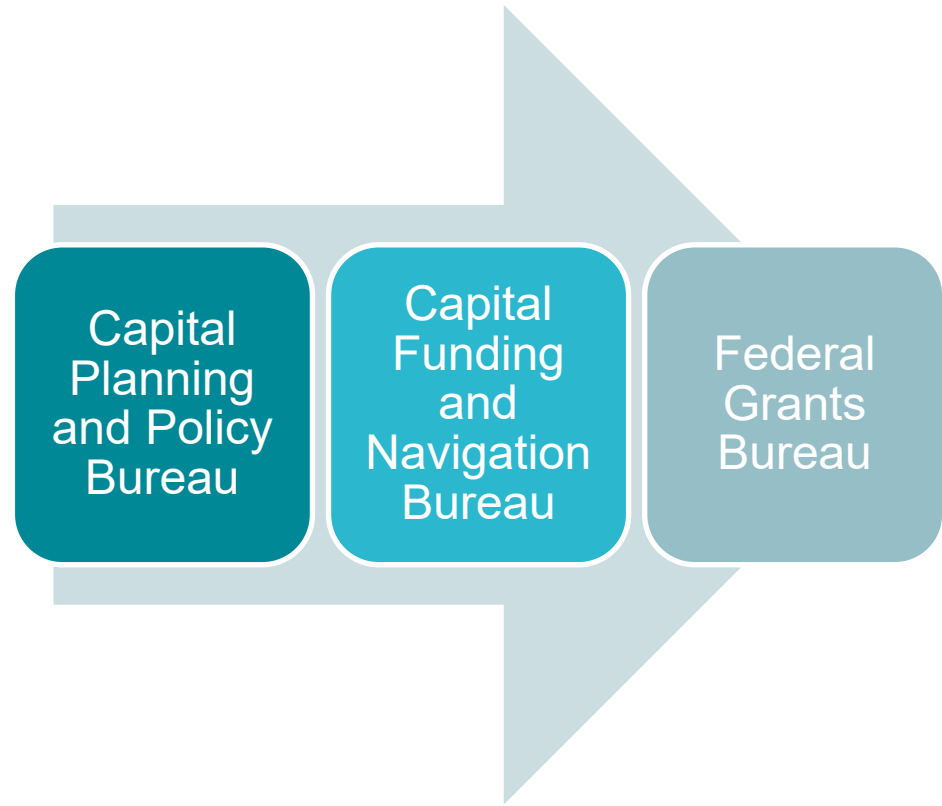 Capital
Planning
and Policy
Bureau
Capital
Funding
and
Navigation
Bureau
Federal
Grants
Bureau